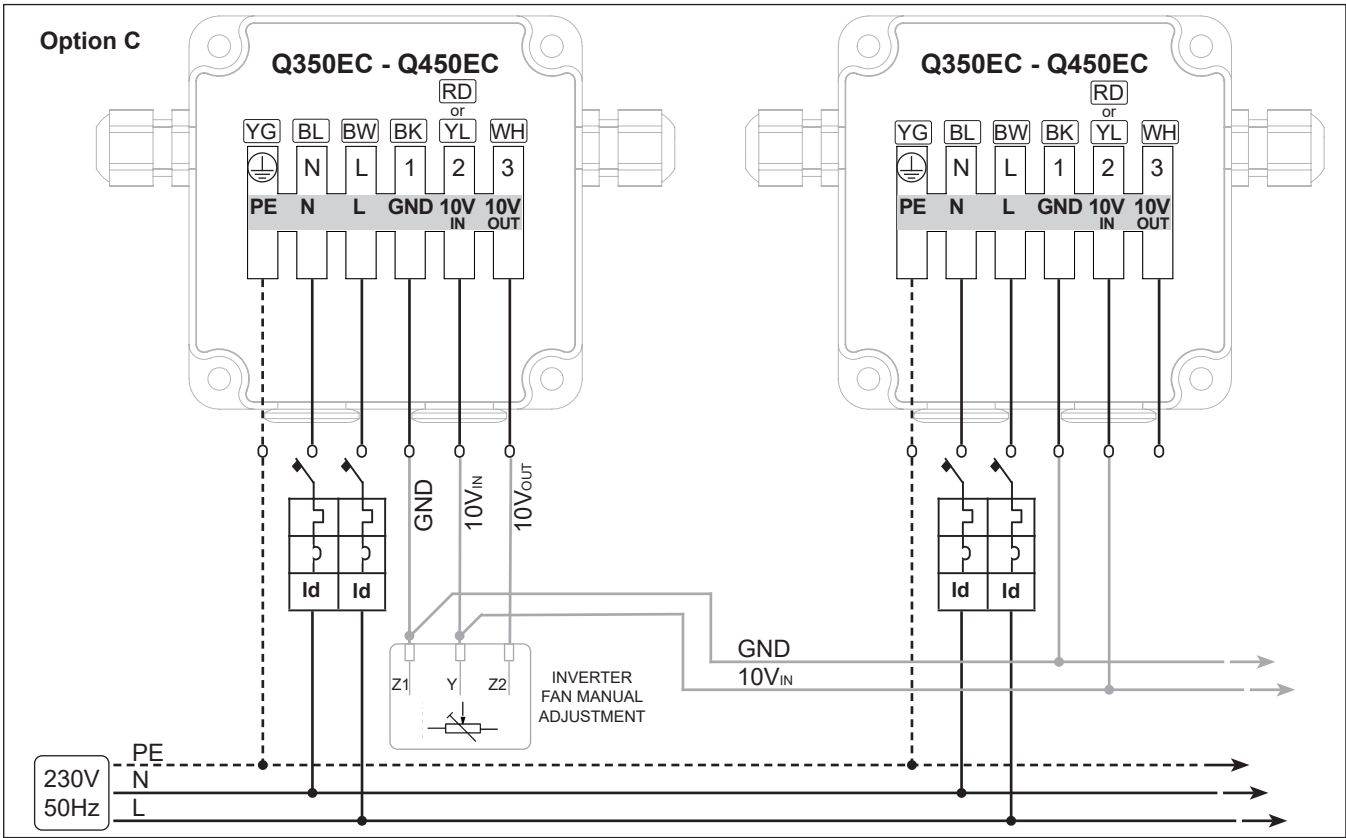 Option C
Q350EC - Q450EC
RD
or
YG BL BW BK YL WH
N L 1 2 3
PE N L GND 10V 10V
IN OUT
GND
10VIN
10VOUT
Id Id
Z1 Y Z2
INVERTER
FAN MANUAL
ADJUSTMENT
Q350EC - Q450EC
RD
or
YG BL BW BK YL WH
N L 1 2 3
PE N L GND 10V 10V
IN OUT
Id Id
GND
10VIN
230V
50Hz
PE
N
L